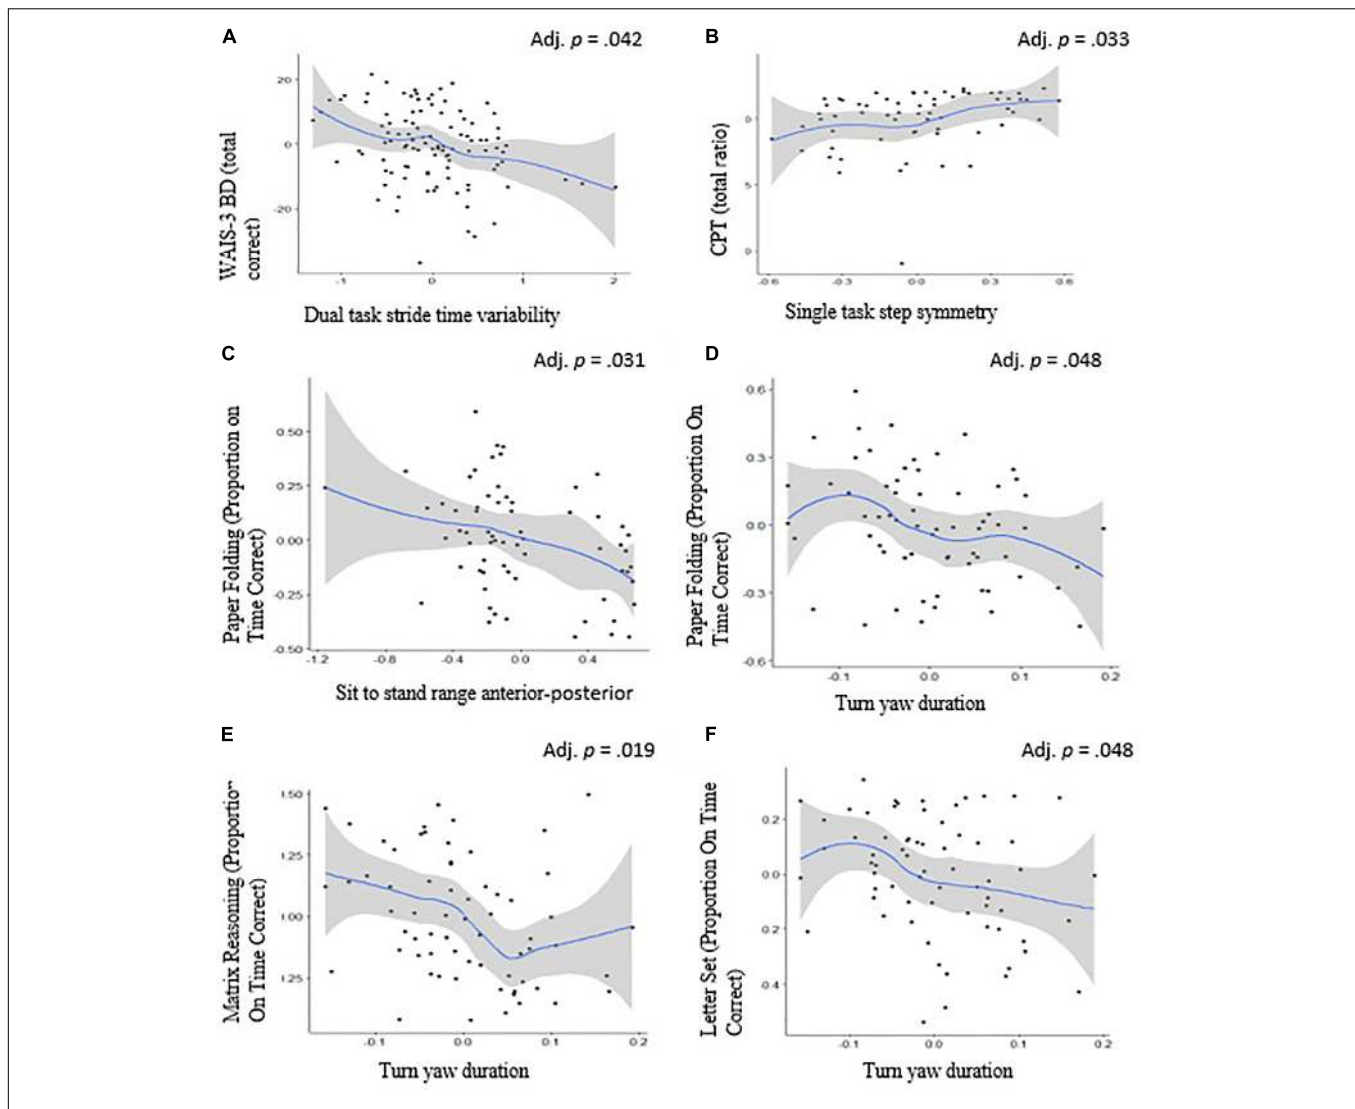 A
Adj. p = .042
20
0
-20
-1
0
1
2
WAIS-3 BD (total
correct)
Dual task stride time variability
B
Adj. p = .033
0
5
0
-0.6
-0.3
0.0
0.3
0.6
CPT (total ratio)
Single task step symmetry
C
Adj. p = .031
0.50
0.25
0.00
-0.25
-0.50
-1.2
-0.8
-0.4
0.0
0.4
Paper Folding (Proportion on
Time Correct)
Sit to stand range anterior-posterior
D
Adj. p = .048
0.6
0.3
0.0
-0.3
-0.6
-0.1
0.0
0.1
0.2
Paper Folding (Proportion On
Time Correct)
Turn yaw duration
E
Adj. p = .019
1.50
1.25
1.00
1.25
-0.1
0.0
0.1
0.2
Matrix Reasoning (Proportion
On Time Correct)
Turn yaw duration
F
Adj. p = .048
0.2
0.0
0.2
0.4
-0.1
0.0
0.1
0.2
Letter Set (Proportion On Time
Correct)
Turn yaw duration